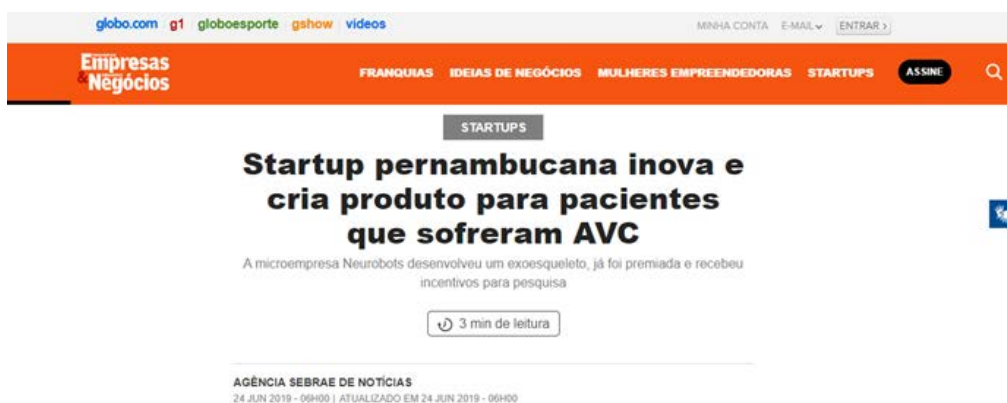 globo.com g1 globoesporte gshow vídeos MINHA CONTA E-MAIL ENTRAR >
Empresas
&Negócios
FRANQUIAS IDEIAS DE NEGÓCIOS MULHERES EMPREENDEDORAS STARTUPS ASSINE
STARTUPS
Startup pernambucana inova e
cria produto para pacientes
que sofreram AVC
A microempresa Neurobots desenvolveu um exoesqueleto, já foi premiada e recebeu
incentivos para pesquisa
3 min de leitura
AGÊNCIA SEBRAE DE NOTÍCIAS
24 JUN 2019 - 06H00 | ATUALIZADO EM 24 JUN 2019 - 06H00